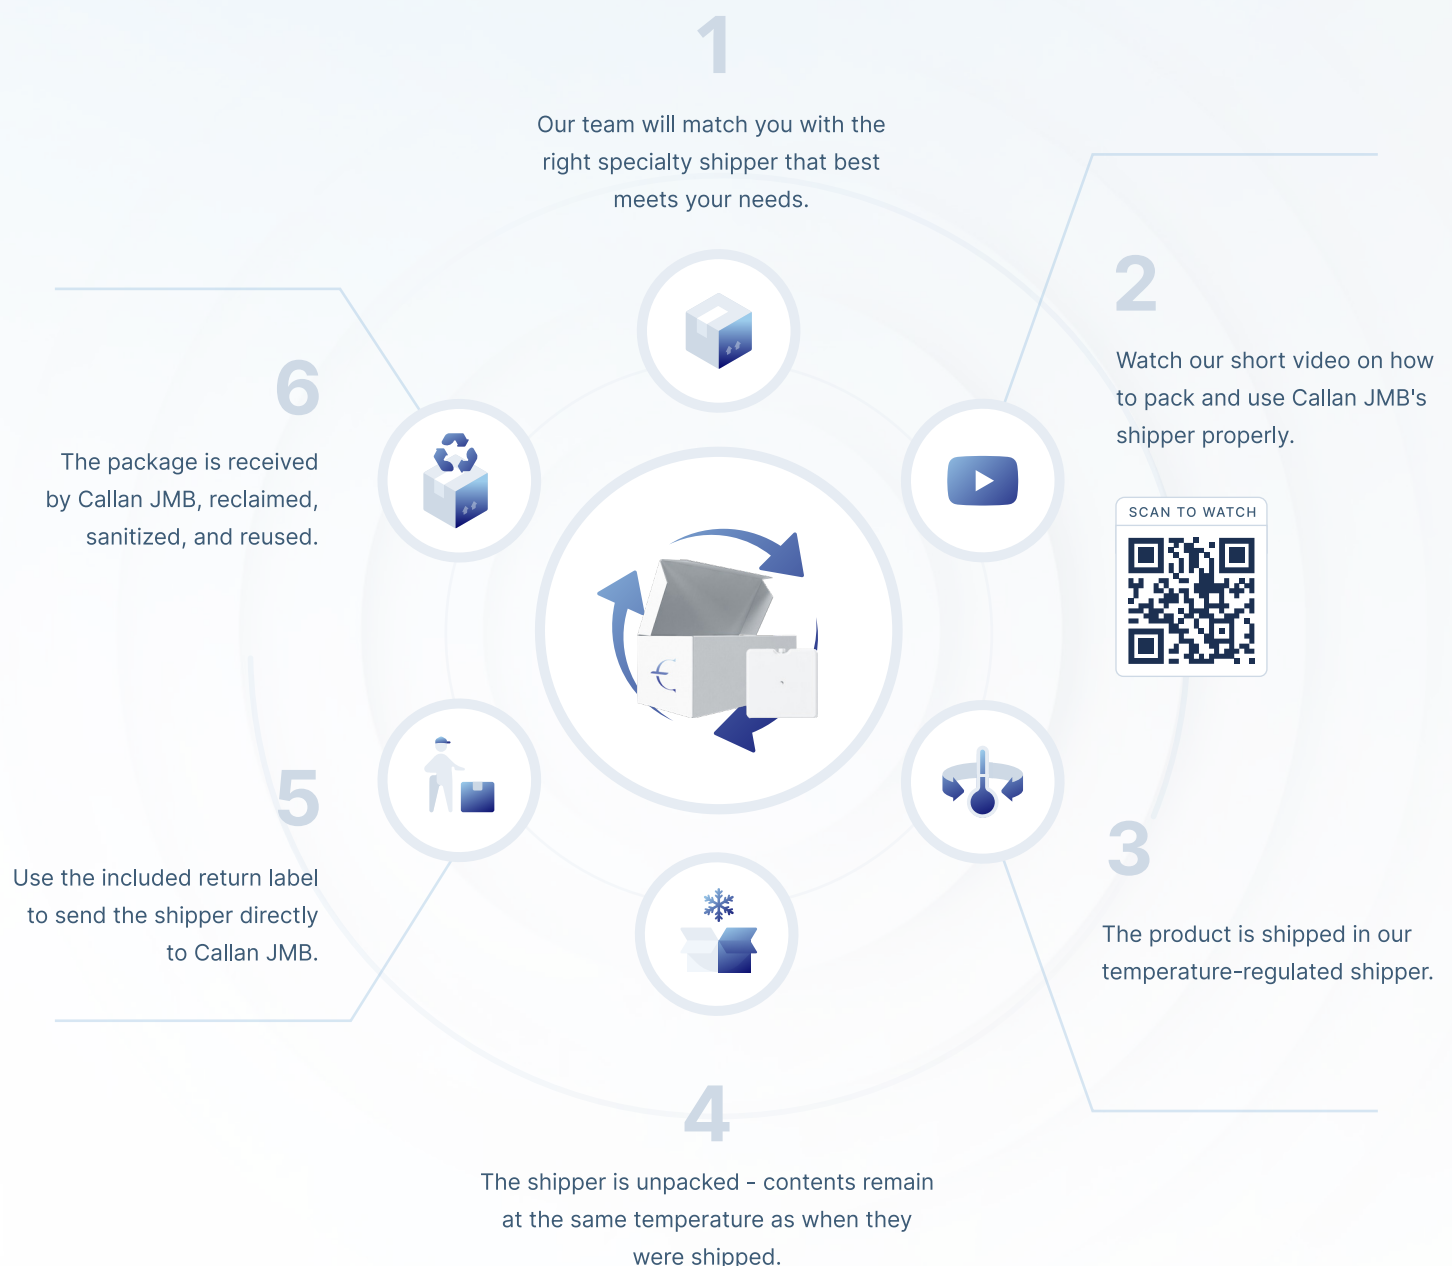 1
Our team will match you with the
right specialty shipper that best
meets your needs.
2
Watch our short video on how
to pack and use Callan JMB's
shipper properly.
SCAN TO WATCH
3
The product is shipped in our
temperature-regulated shipper.
4
The shipper is unpacked - contents remain
at the same temperature as when they
were shipped.
5
Use the included return label
to send the shipper directly
to Callan JMB.
6
The package is received
by Callan JMB, reclaimed,
sanitized, and reused.